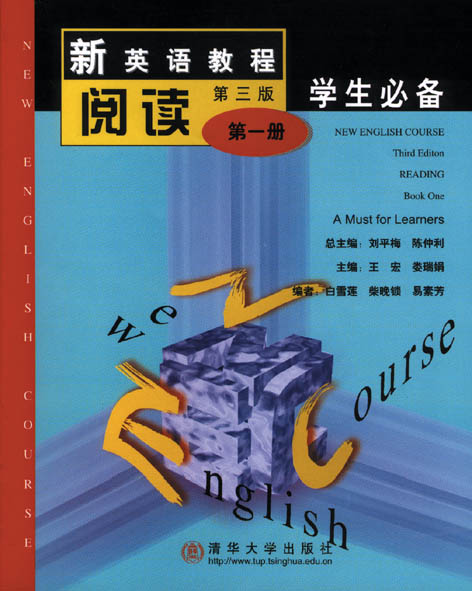 NEW ENGLISH COURSE
新英语教程
阅读 第三版
第一册
学生必备
NEW ENGLISH COURSE
Third Editon
READING
Book One
A Must for Learners
总主编：刘平梅 陈仲利
主编：王 宏 娄瑞娟
编者：白雪莲 柴晚锁 易素芳
New
English
Course
清华大学出版社
http://www.tup.tsinghua.edu.cn